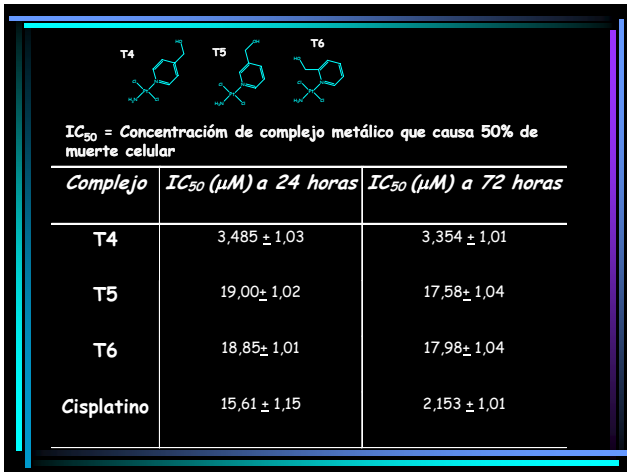 T4
T5
T6
IC50 = Concentracióm de complejo metálico que causa 50% de
muerte celular
Complejo IC50 (μM) a 24 horas IC50 (μM) a 72 horas
T4 3,485 ± 1,03 3,354 ± 1,01
T5 19,00± 1,02 17,58± 1,04
T6 18,85± 1,01 17,98± 1,04
Cisplatino 15,61 ± 1,15 2,153 ± 1,01